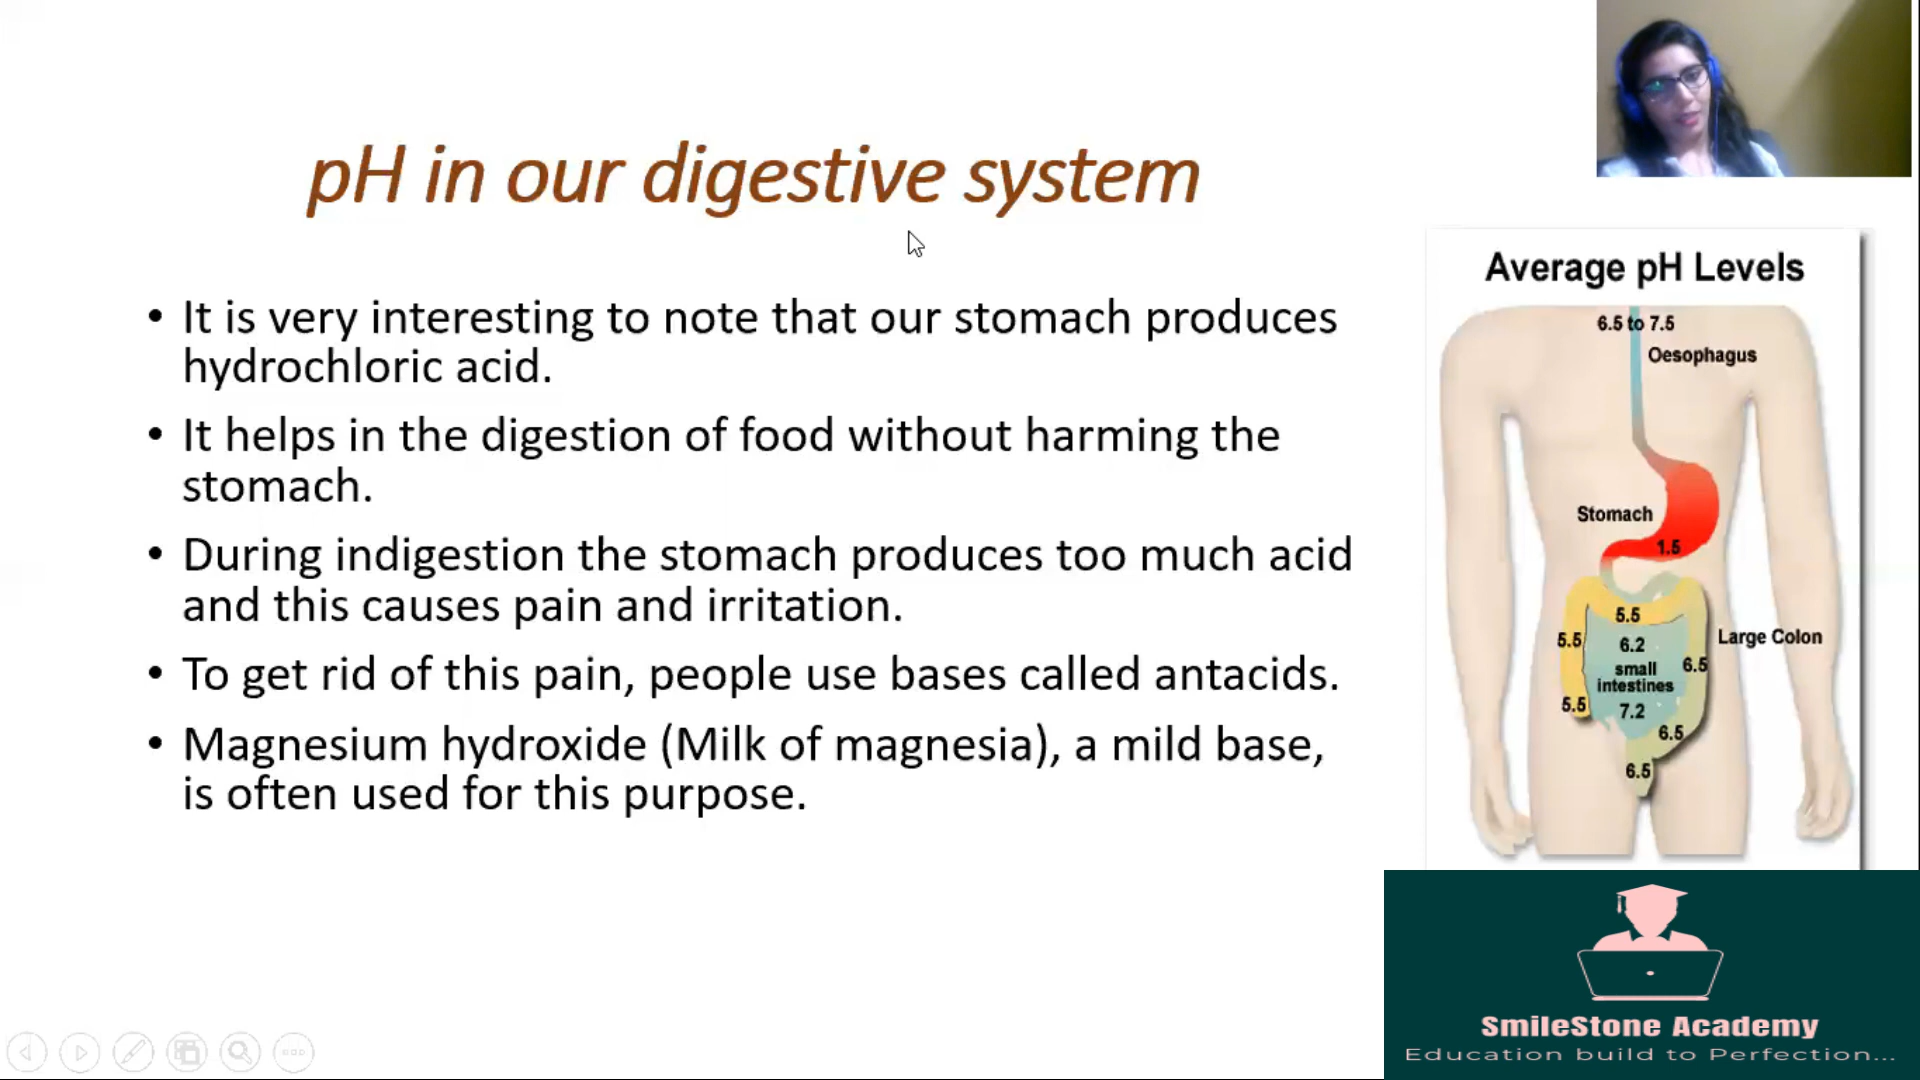 pH in our digestive system
• It is very interesting to note that our stomach produces
hydrochloric acid.
• It helps in the digestion of food without harming the
stomach.
• During indigestion the stomach produces too much acid
and this causes pain and irritation.
• To get rid of this pain, people use bases called antacids.
• Magnesium hydroxide (Milk of magnesia), a mild base,
is often used for this purpose.
Average pH Levels
6.5 to 7.5
Oesophagus
Stomach
1.5
5.5
5.5
6.2
Large Colon
small
6.5
intestines
5.5
7.2
6.5
6.5
SmileStone Academy
Education build to Perfection...